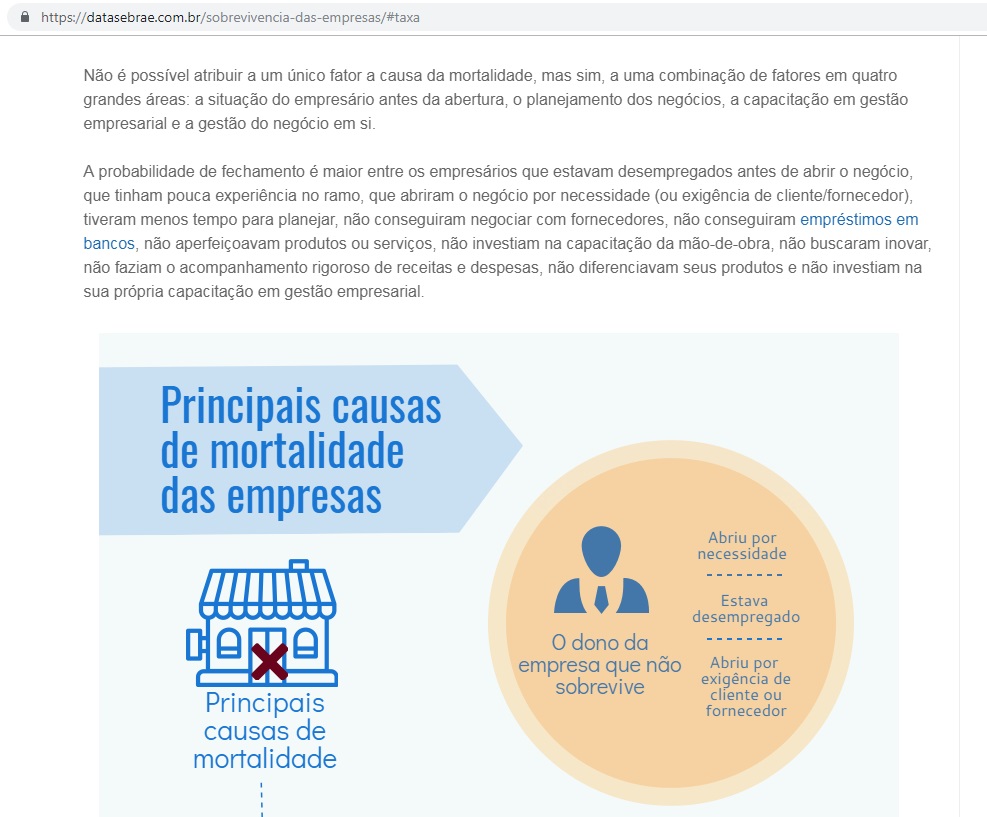 https://datasebrae.com.br/sobrevivencia-das-empresas/#taxa
Não é possível atribuir a um único fator a causa da mortalidade, mas sim, a uma combinação de fatores em quatro
grandes áreas: a situação do empresário antes da abertura, o planejamento dos negócios, a capacitação em gestão
empresarial e a gestão do negócio em si.
A probabilidade de fechamento é maior entre os empresários que estavam desempregados antes de abrir o negócio,
que tinham pouca experiência no ramo, que abriram o negócio por necessidade (ou exigência de cliente/fornecedor),
tiveram menos tempo para planejar, não conseguiram negociar com fornecedores, não conseguiram empréstimos em
bancos, não aperfeiçoavam produtos ou serviços, não investiam na capacitação da mão-de-obra, não buscaram inovar,
não faziam o acompanhamento rigoroso de receitas e despesas, não diferenciavam seus produtos e não investiam na
sua própria capacitação em gestão empresarial.
Principais causas
de mortalidade
das empresas
Principais
causas de
mortalidade
O dono da
empresa que não
sobrevive
Abriu por
necessidade
Estava
desempregado
Abriu por
exigência de
cliente ou
fornecedor